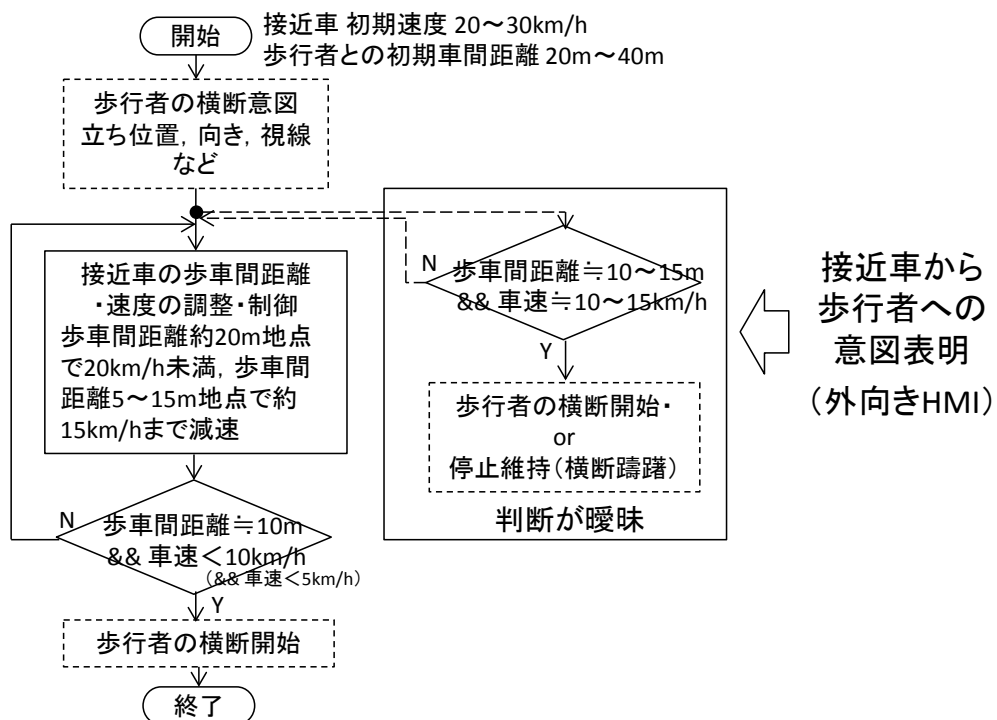 開始
接近車 初期速度 20～30km/h
歩行者との初期車間距離 20m～40m
歩行者の横断意図
立ち位置, 向き, 視線
など
接近車の歩車間距離
・速度の調整・制御
歩車間距離約20m地点
で20km/h未満, 歩車間
距離5～15m地点で約
15km/hまで減速
N
歩車間距離≒10m
&& 車速＜10km/h
(&& 車速＜5km/h)
Y
歩行者の横断開始
終了
N
歩車間距離≒10～15m
&& 車速≒10～15km/h
Y
歩行者の横断開始・
or
停止維持(横断躊躇)
判断が曖昧
接近車から
歩行者への
意図表明
（外向きHMI）